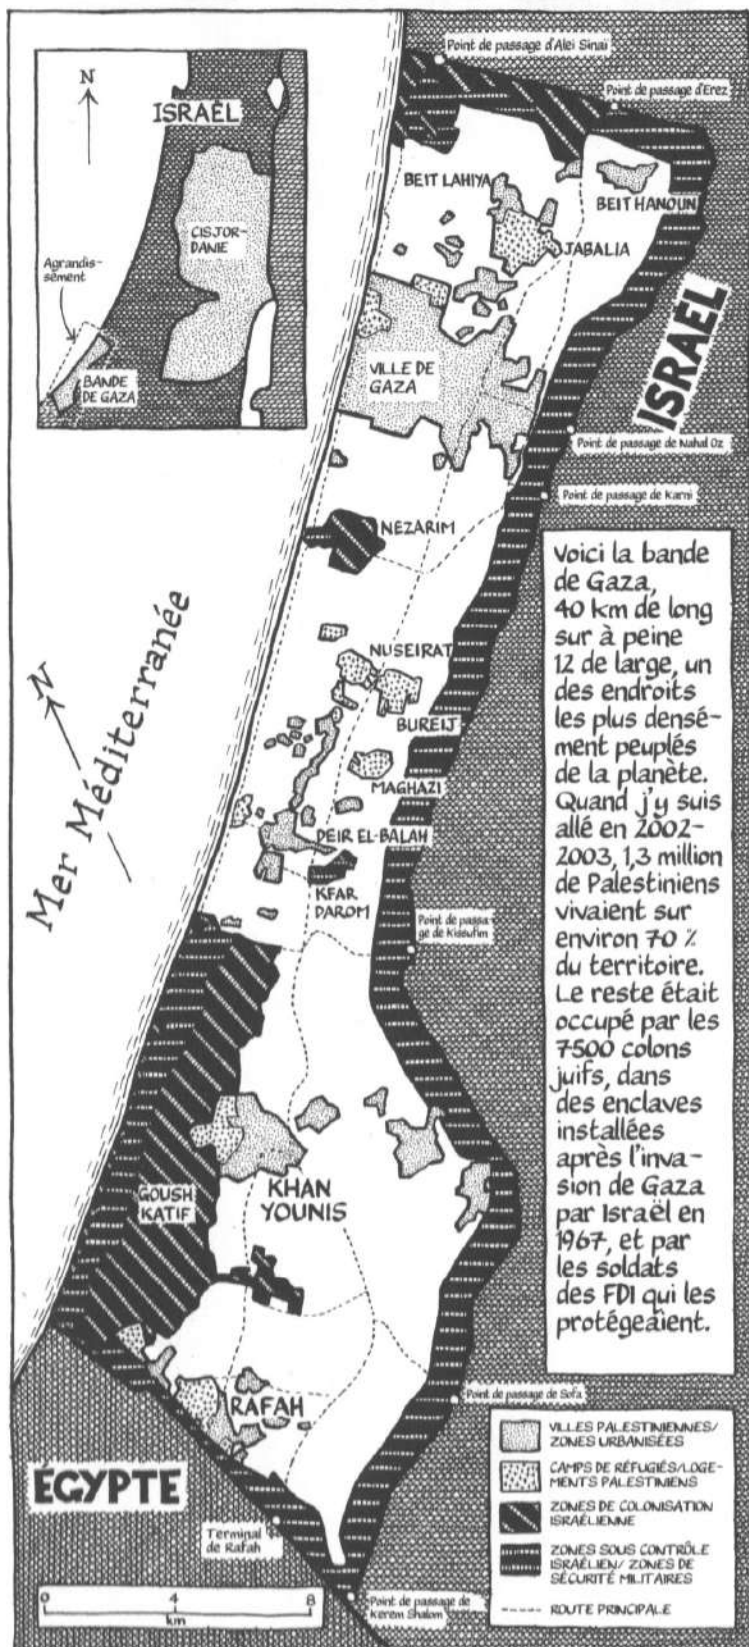 Point de passage d'Alei Sinaï
Point de passage d'Erez
N
ISRAËL
CISJOR-
DANIE
Agrandis-
sement
BANDE
DE GAZA
BEIT LAHIYA
BEIT HANOUN
JABALIA
ISRAËL
VILLE DE
GAZA
Point de passage de Nahal Oz
Point de passage de Karni
NEZARIM
Mer Méditerranée
N
NUSEIRAT
BUREIJ
MAGHAZI
DEIR EL-BALAH
KFAR
DAROM
Point de passa-
ge de Kissufim
Voici la bande
de Gaza,
40 km de long
sur à peine
12 de large, un
des endroits
les plus densé-
ment peuplés
de la planète.
Quand j'y suis
allé en 2002-
2003, 1,3 million
de Palestiniens
vivaient sur
environ 70 %
du territoire.
Le reste était
occupé par les
7500 colons
juifs, dans
des enclaves
installées
après l'inva-
sion de Gaza
par Israël en
1967, et par
les soldats
des FDI qui les
protégeaient.
GOUSH
KATIF
KHAN
YOUNIS
RAFAH
Point de passage de Sofa
ÉGYPTE
Terminal
de Rafah
Point de passage de
Kerem Shalom
0 4 8
km
VILLES PALESTINIENNES/
ZONES URBANISÉES
CAMPS DE RÉFUGIÉS/LOGE-
MENTS PALESTINIENS
ZONES DE COLONISATION
ISRAÉLIENNE
ZONES SOUS CONTRÔLE
ISRAÉLIEN/ZONES DE
SÉCURITÉ MILITAIRES
ROUTE PRINCIPALE